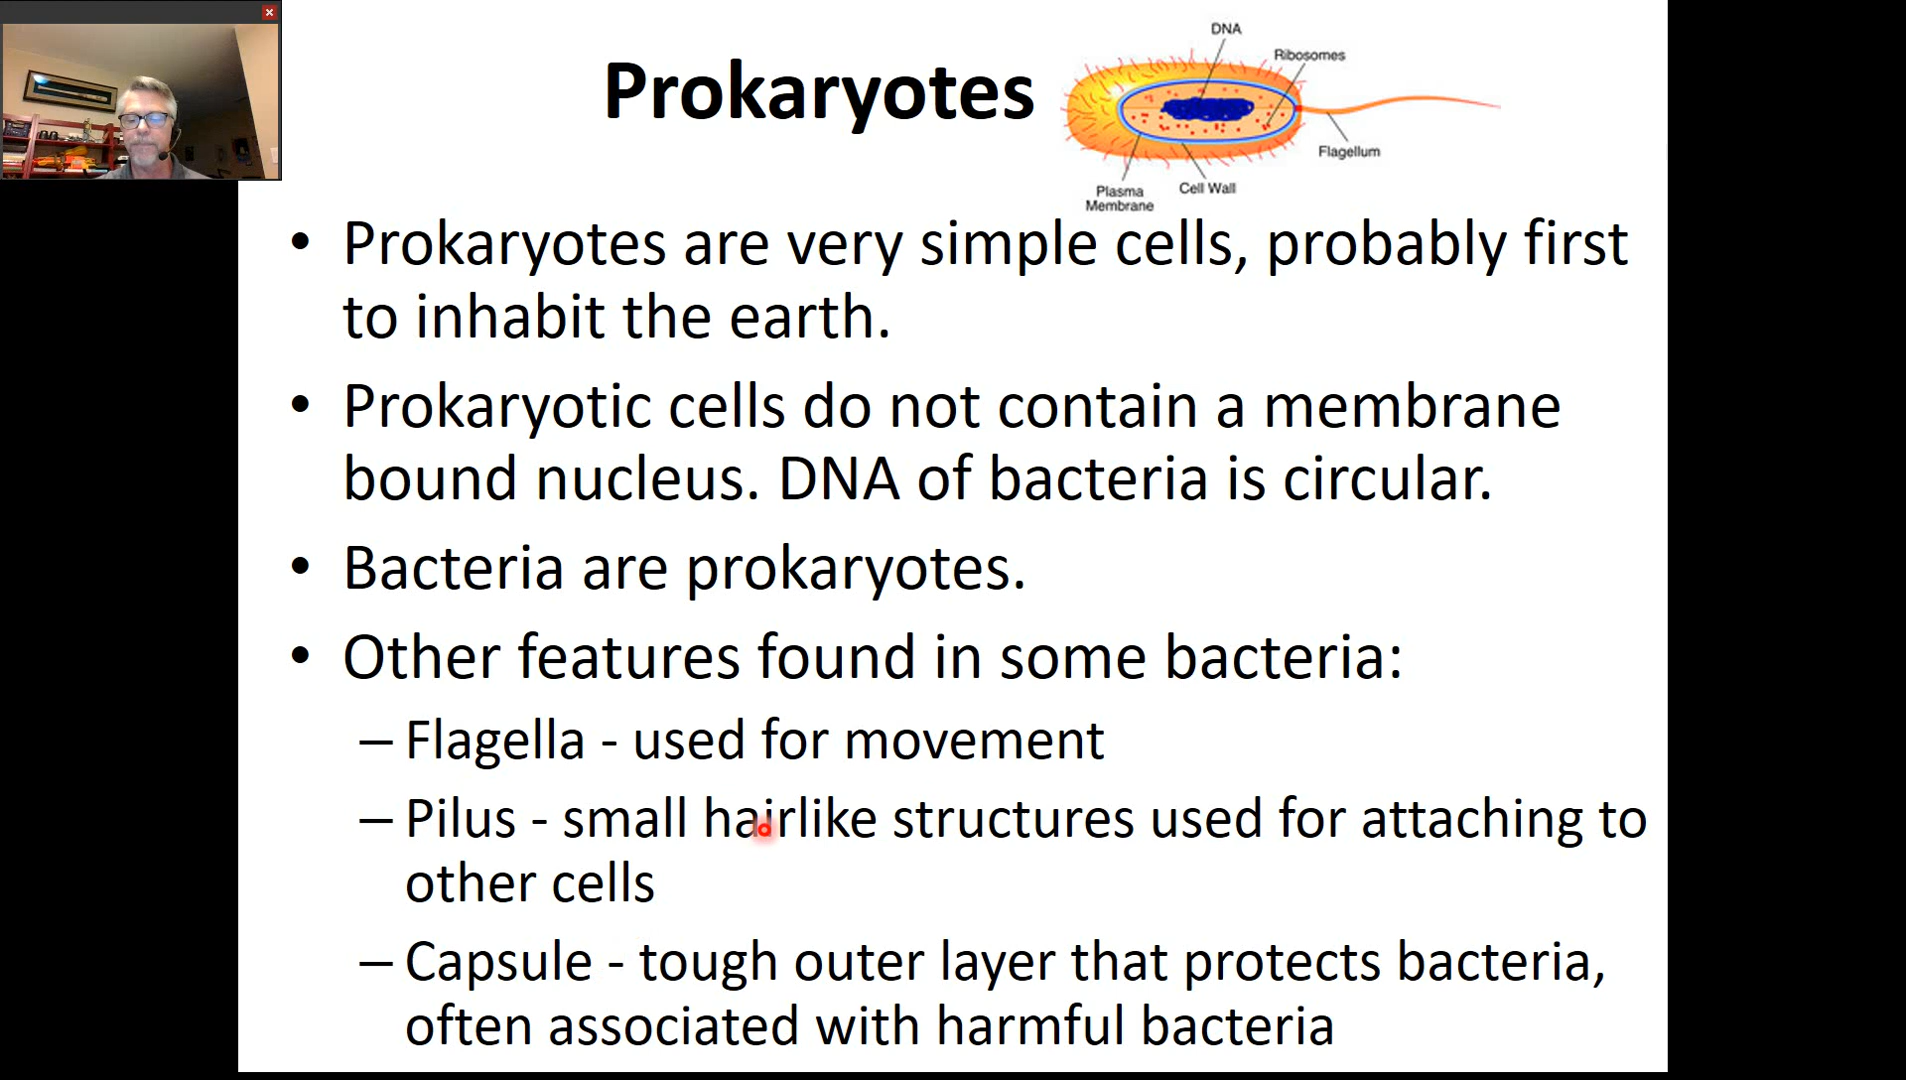 Prokaryotes
DNA
Ribosomes
Flagellum
Cell Wall
Plasma
Membrane
• Prokaryotes are very simple cells, probably first
to inhabit the earth.
• Prokaryotic cells do not contain a membrane
bound nucleus. DNA of bacteria is circular.
• Bacteria are prokaryotes.
• Other features found in some bacteria:
– Flagella - used for movement
– Pilus - small hairlike structures used for attaching to
other cells
– Capsule - tough outer layer that protects bacteria,
often associated with harmful bacteria